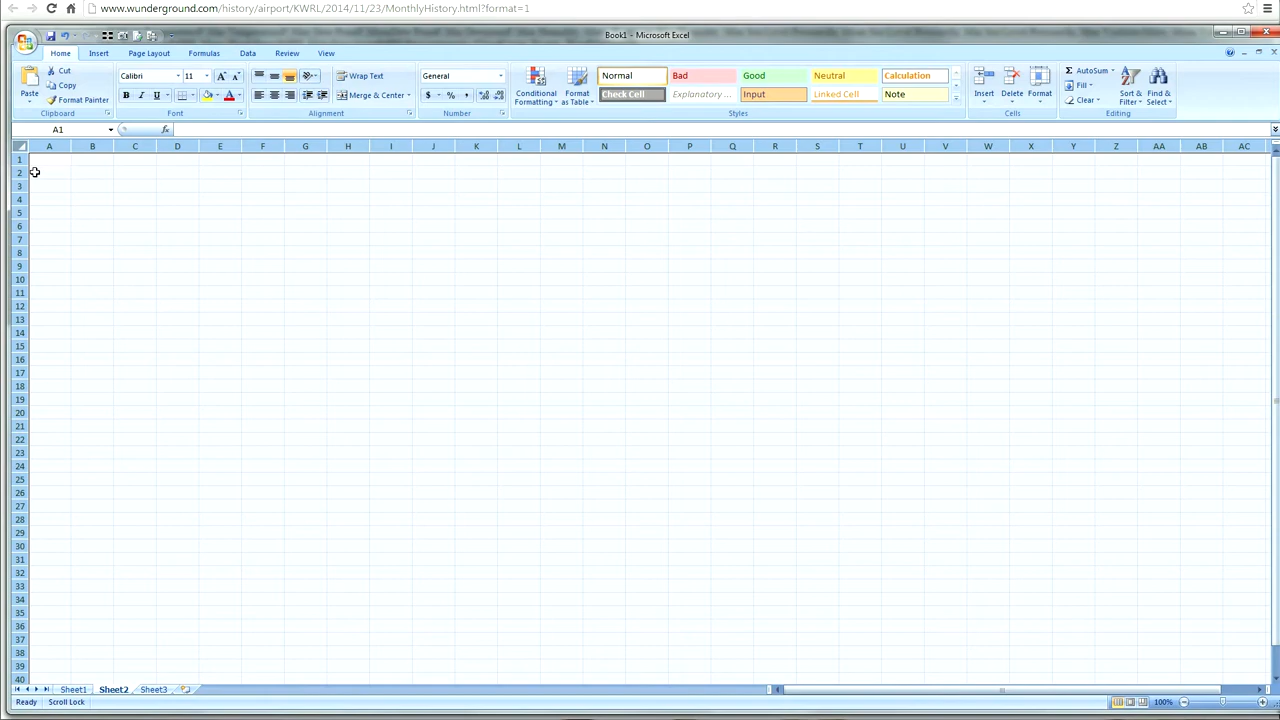 www.wunderground.com/history/airport/KWRL/2014/11/23/MonthlyHistory.html?format=1
Book1 - Microsoft Excel
Home Insert Page Layout Formulas Data Review View
Paste Cut Copy Format Painter
Calibri 11 General
Wrap Text
Merge & Center
Conditional Formatting Format as Table
Normal Bad Good Neutral Calculation
Check Cell Explanatory ... Input Linked Cell Note
Insert Delete Format
AutoSum Fill Clear
Sort & Filter Find & Select
Clipboard Font Alignment Number Styles Cells Editing
A1 fx
A B C D E F G H I J K L M N O P Q R S T U V W X Y Z AA AB AC
1
2
3
4
5
6
7
8
9
10
11
12
13
14
15
16
17
18
19
20
21
22
23
24
25
26
27
28
29
30
31
32
33
34
35
36
37
38
39
40
Sheet1 Sheet2 Sheet3
Ready Scroll Lock 100%